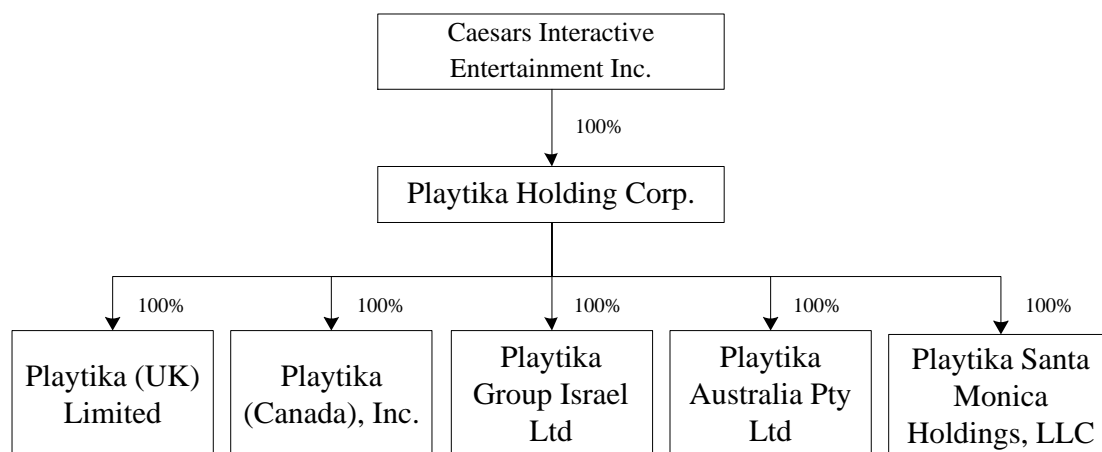 Caesars Interactive
Entertainment Inc.
100%
Playtika Holding Corp.
100%
100%
100%
100%
100%
Playtika (UK)
Limited
Playtika
(Canada), Inc.
Playtika
Group Israel
Ltd
Playtika
Australia Pty
Ltd
Playtika Santa
Monica
Holdings, LLC